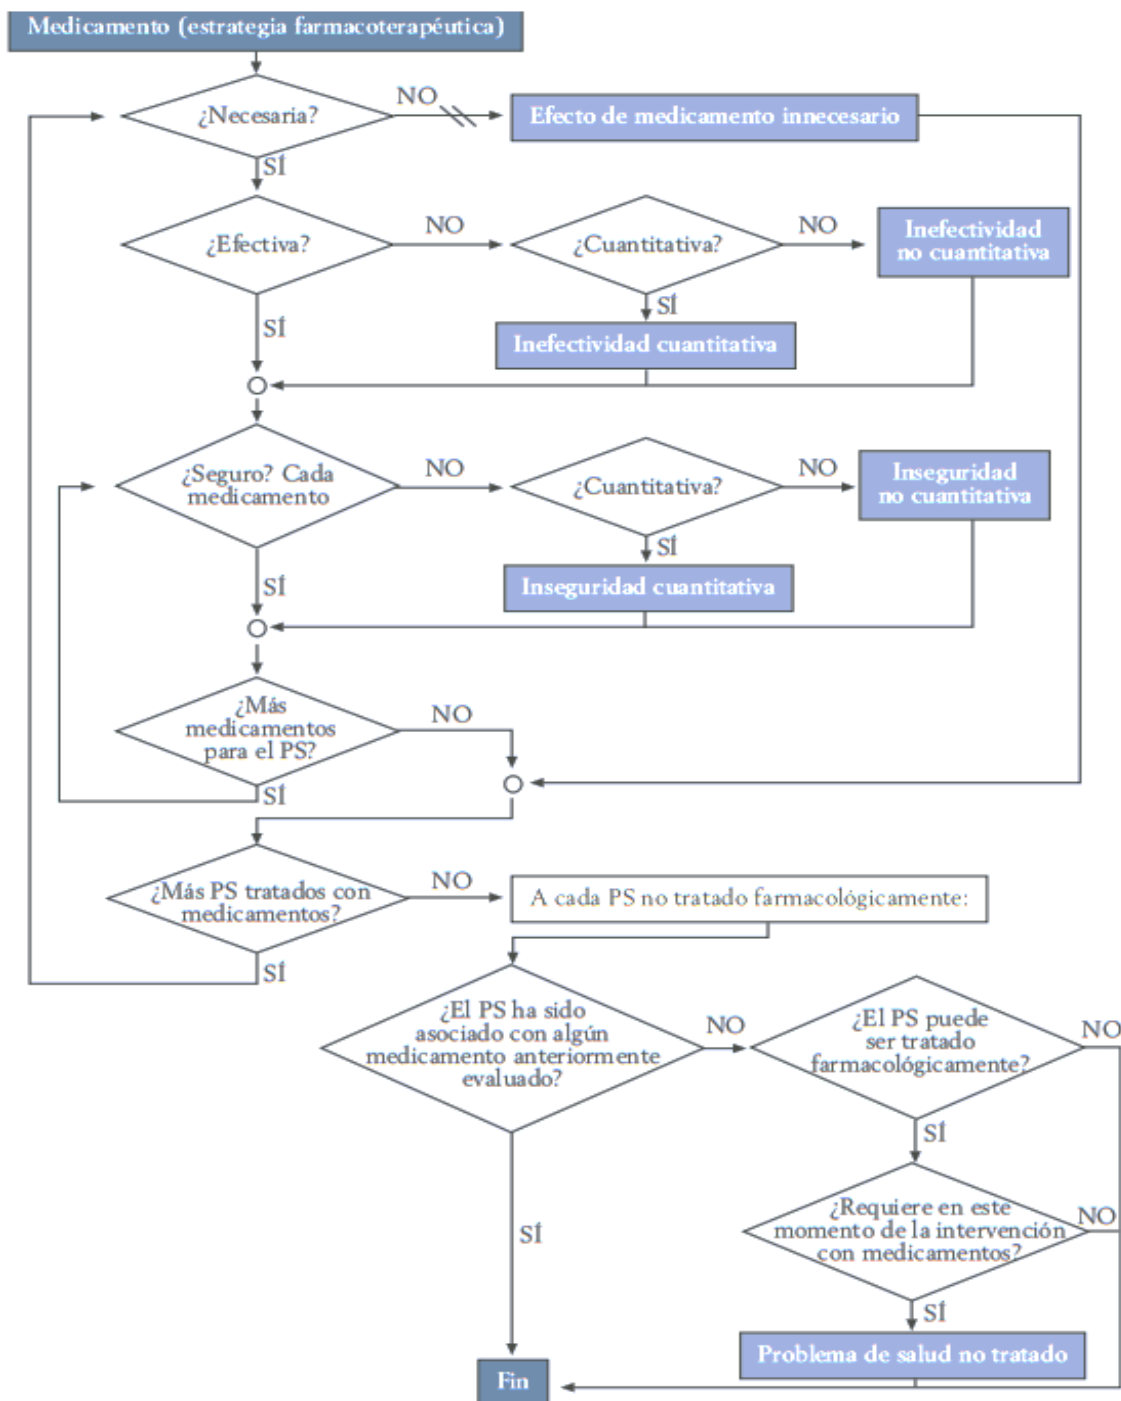 Medicamento (estrategia farmacoterapéutica)
¿Necesaria?
NO
Efecto de medicamento innecesario
SÍ
¿Efectiva?
NO
¿Cuantitativa?
NO
Inefectividad
no cuantitativa
SÍ
SÍ
Inefectividad cuantitativa
¿Seguro? Cada
medicamento
NO
¿Cuantitativa?
NO
Inseguridad
no cuantitativa
SÍ
SÍ
Inseguridad cuantitativa
¿Más
medicamentos
para el PS?
NO
SÍ
¿Más PS tratados con
medicamentos?
NO
A cada PS no tratado farmacológicamente:
SÍ
¿El PS ha sido
asociado con algún
medicamento anteriormente
evaluado?
NO
¿El PS puede
ser tratado
farmacológicamente?
NO
SÍ
¿Requiere en este
momento de la intervención
con medicamentos?
NO
SÍ
SÍ
Problema de salud no tratado
Fin